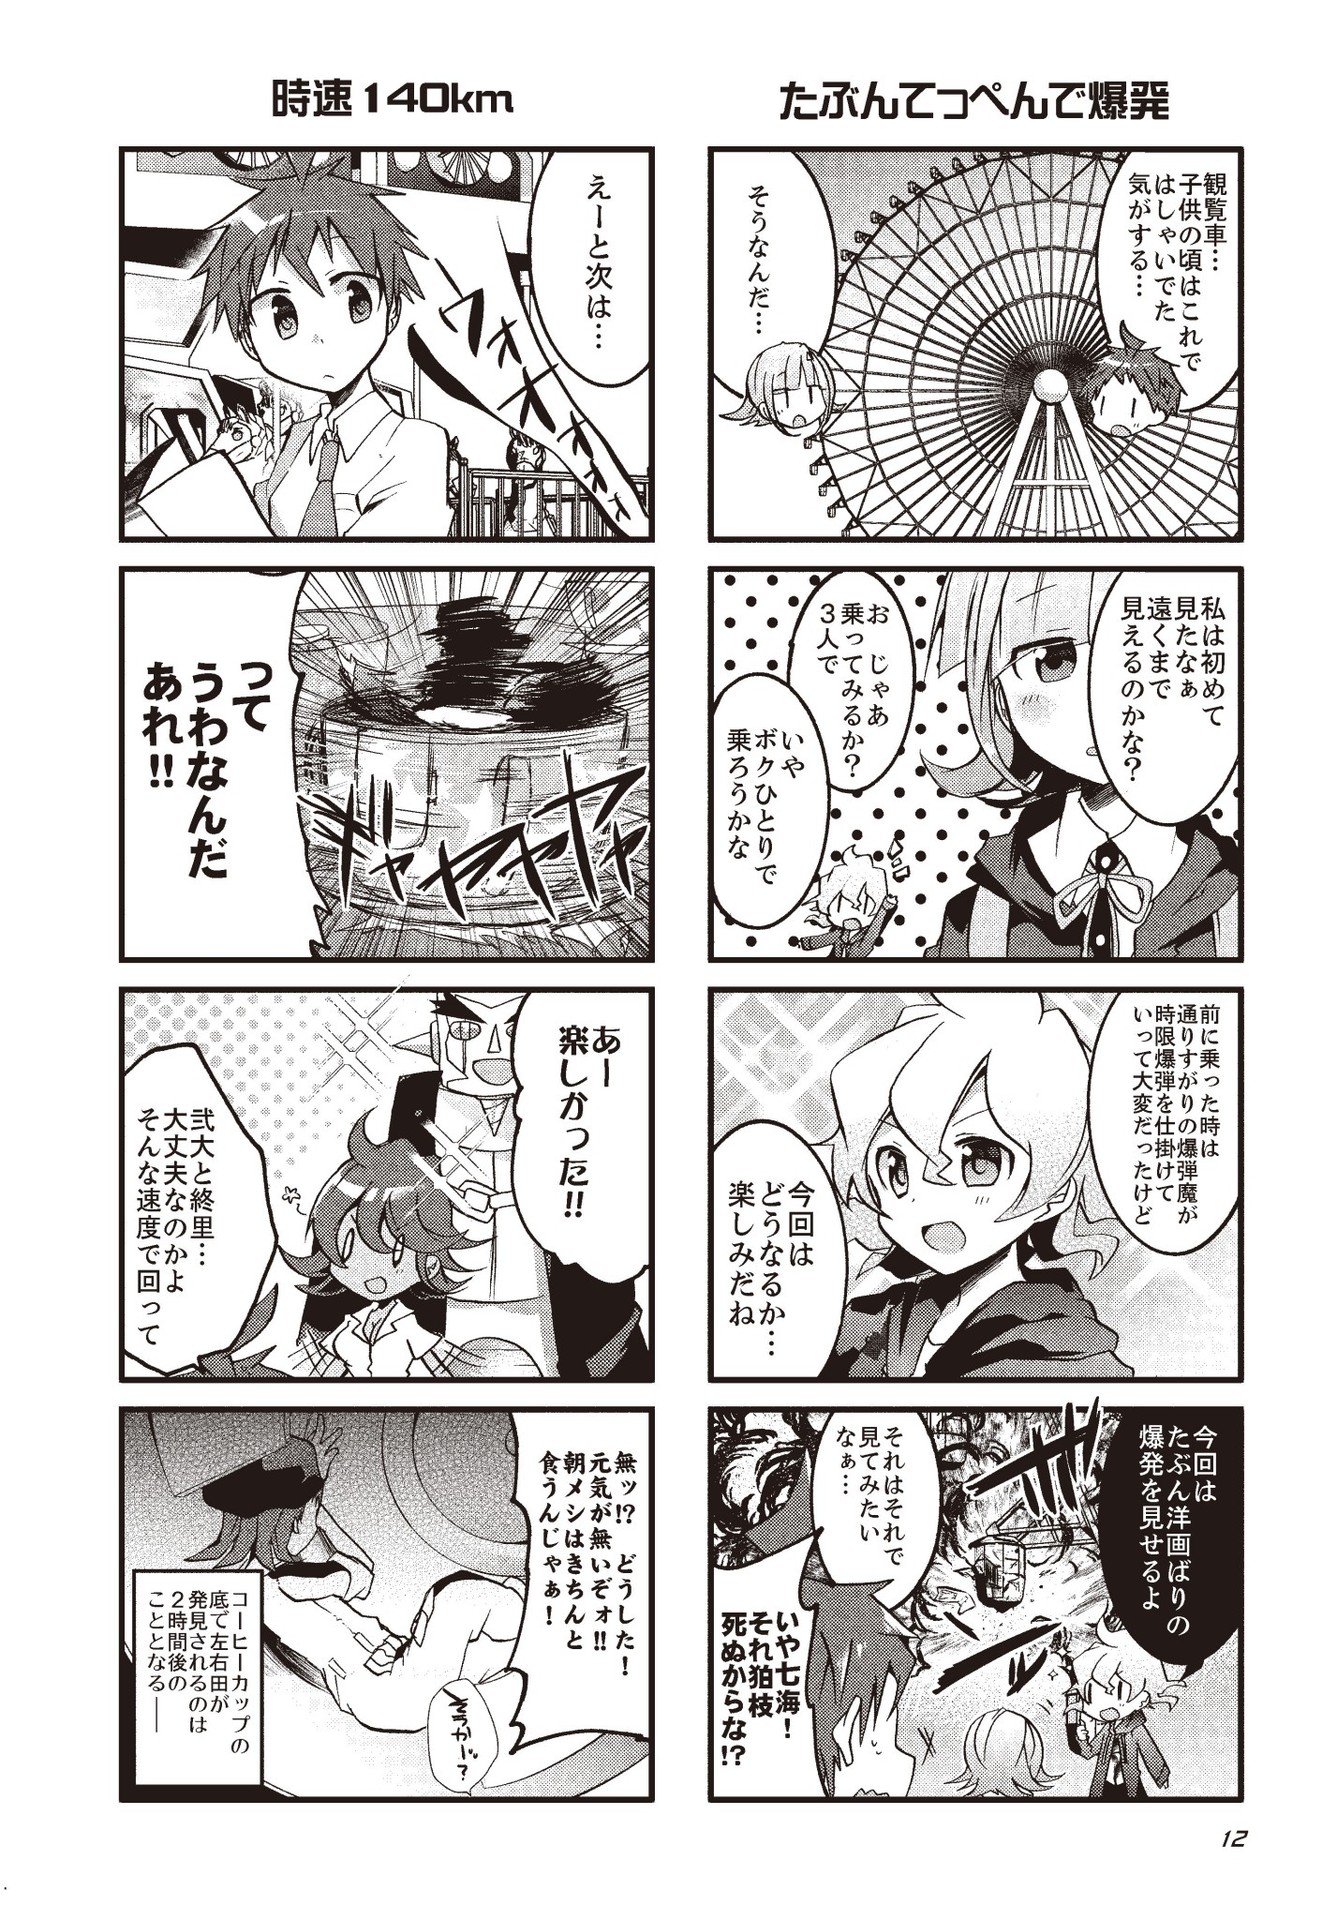 たぶんてっぺんで爆発
観覧車…
子供の頃はこれで
はしゃいでた
気がする…
そうなんだ…
私は初めて
見たなぁ
遠くまで
見えるのかな？
お じゃあ
乗ってみるか？
３人で
いや
ボクひとりで
乗ろうかな
前に乗った時は
通りすがりの爆弾魔が
時限爆弾を仕掛けて
いって大変だったけど
今回は
どうなるか…
楽しみだね
今回は
たぶん洋画ばりの
爆発を見せるよ
それはそれで
見てみたい
なぁ…
いや七海！
それ狛枝
死ぬからな!?
時速140km
えーと次は…
って
うわなんだ
あれ!!
あー
楽しかった!!
弐大と終里…
大丈夫なのかよ
そんな速度で回って
無ッ!? どうした！
元気が無いぞォ!!
朝メシはきちんと
食うんじゃぁ！
コーヒーカップの
底で左右田が
発見されるのは
２時間後の
こととなる──
12